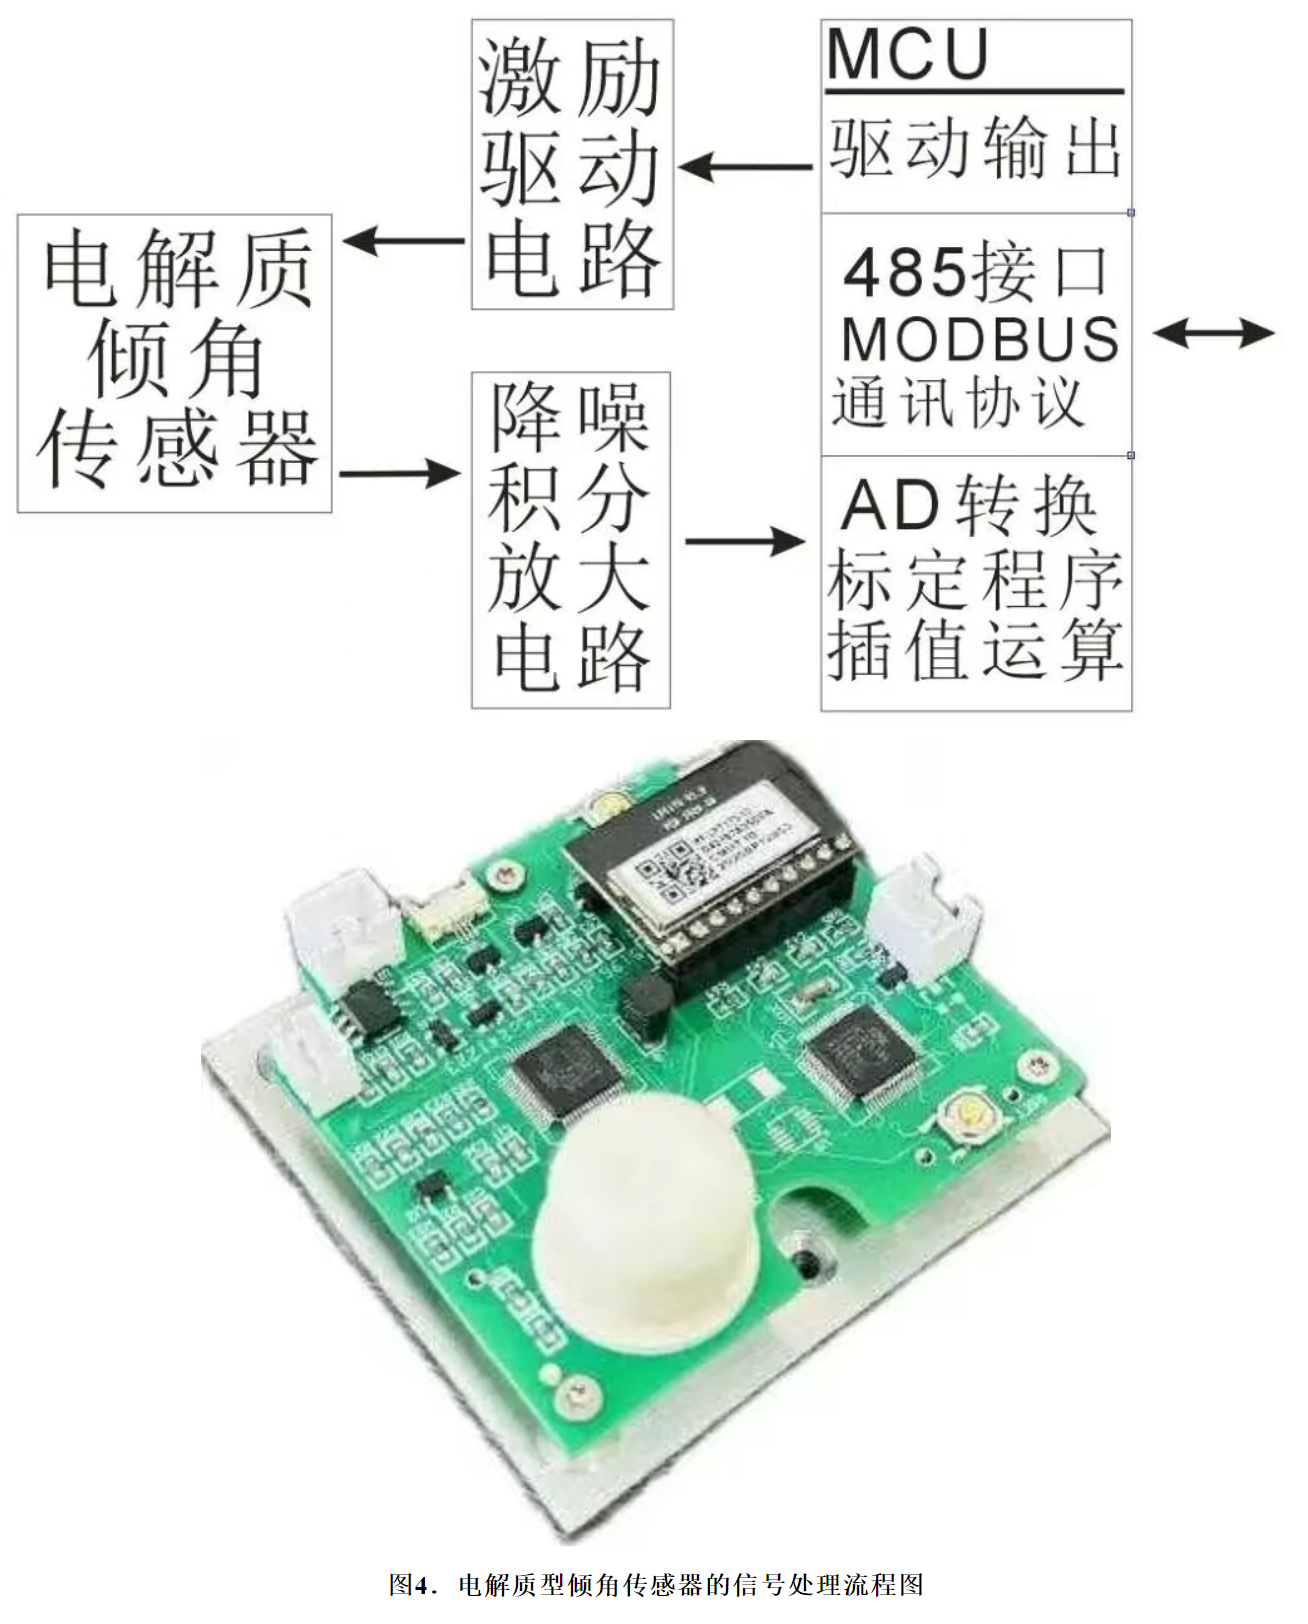 激励
驱动
电路
MCU
驱动输出
电解质
倾角
传感器
485接口
MODBUS
通讯协议
降噪
积分
放大
电路
AD转换
标定程序
插值运算
图4. 电解质型倾角传感器的信号处理流程图